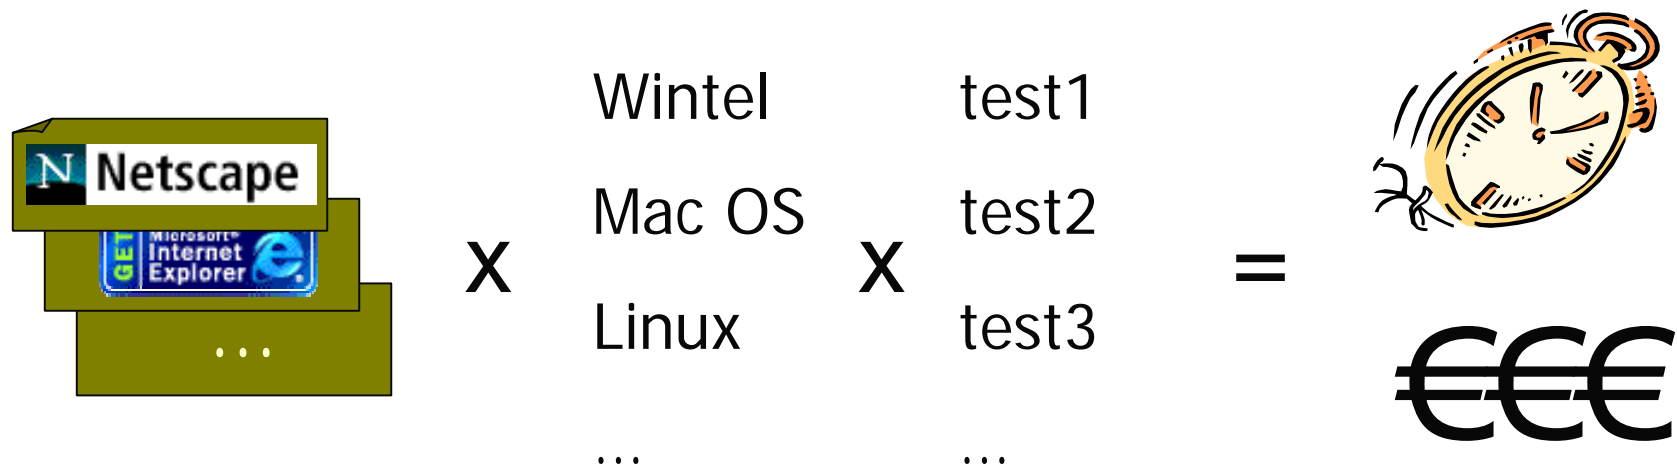 N Netscape
GET
Microsoft®
Internet
Explorer
...
x
Wintel
Mac OS
Linux
...
x
test1
test2
test3
...
=
€€€